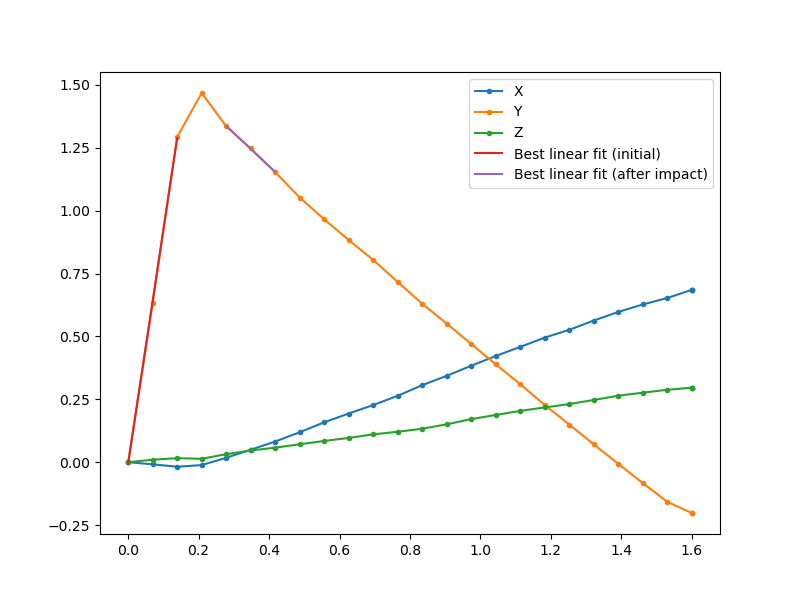 1.50
1.25
1.00
0.75
0.50
0.25
0.00
−0.25
0.0 0.2 0.4 0.6 0.8 1.0 1.2 1.4 1.6
X
Y
Z
Best linear fit (initial)
Best linear fit (after impact)